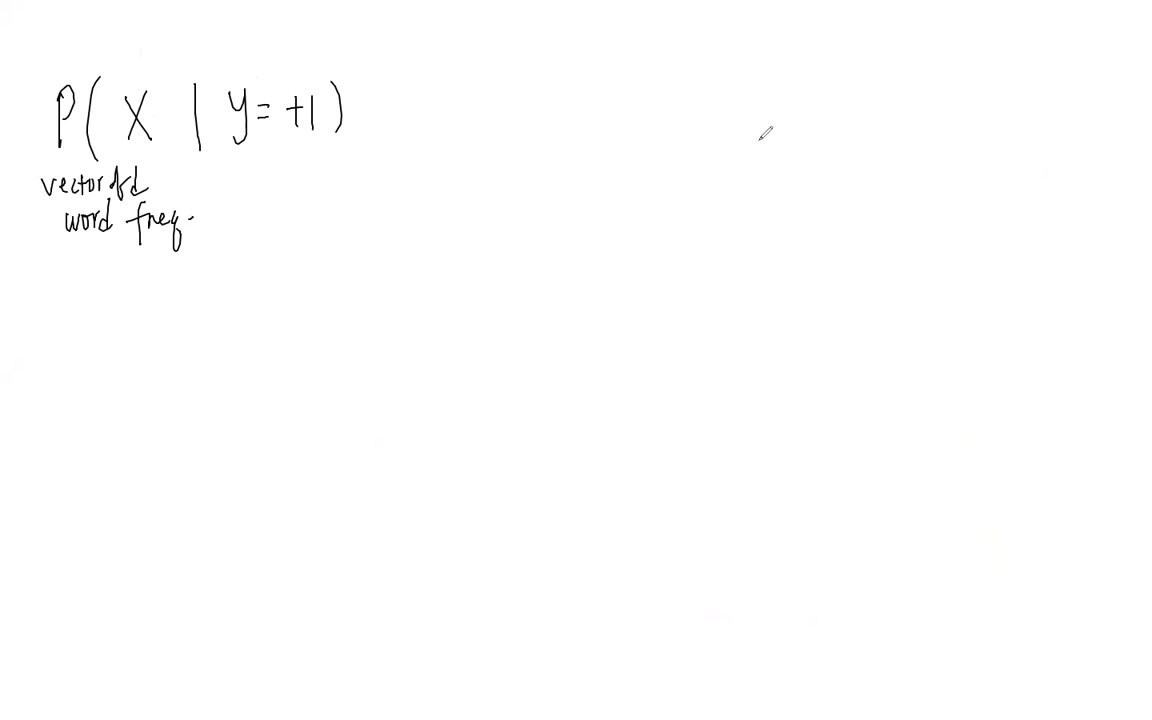 P( X | y = +1 )
vector of d
word freq.